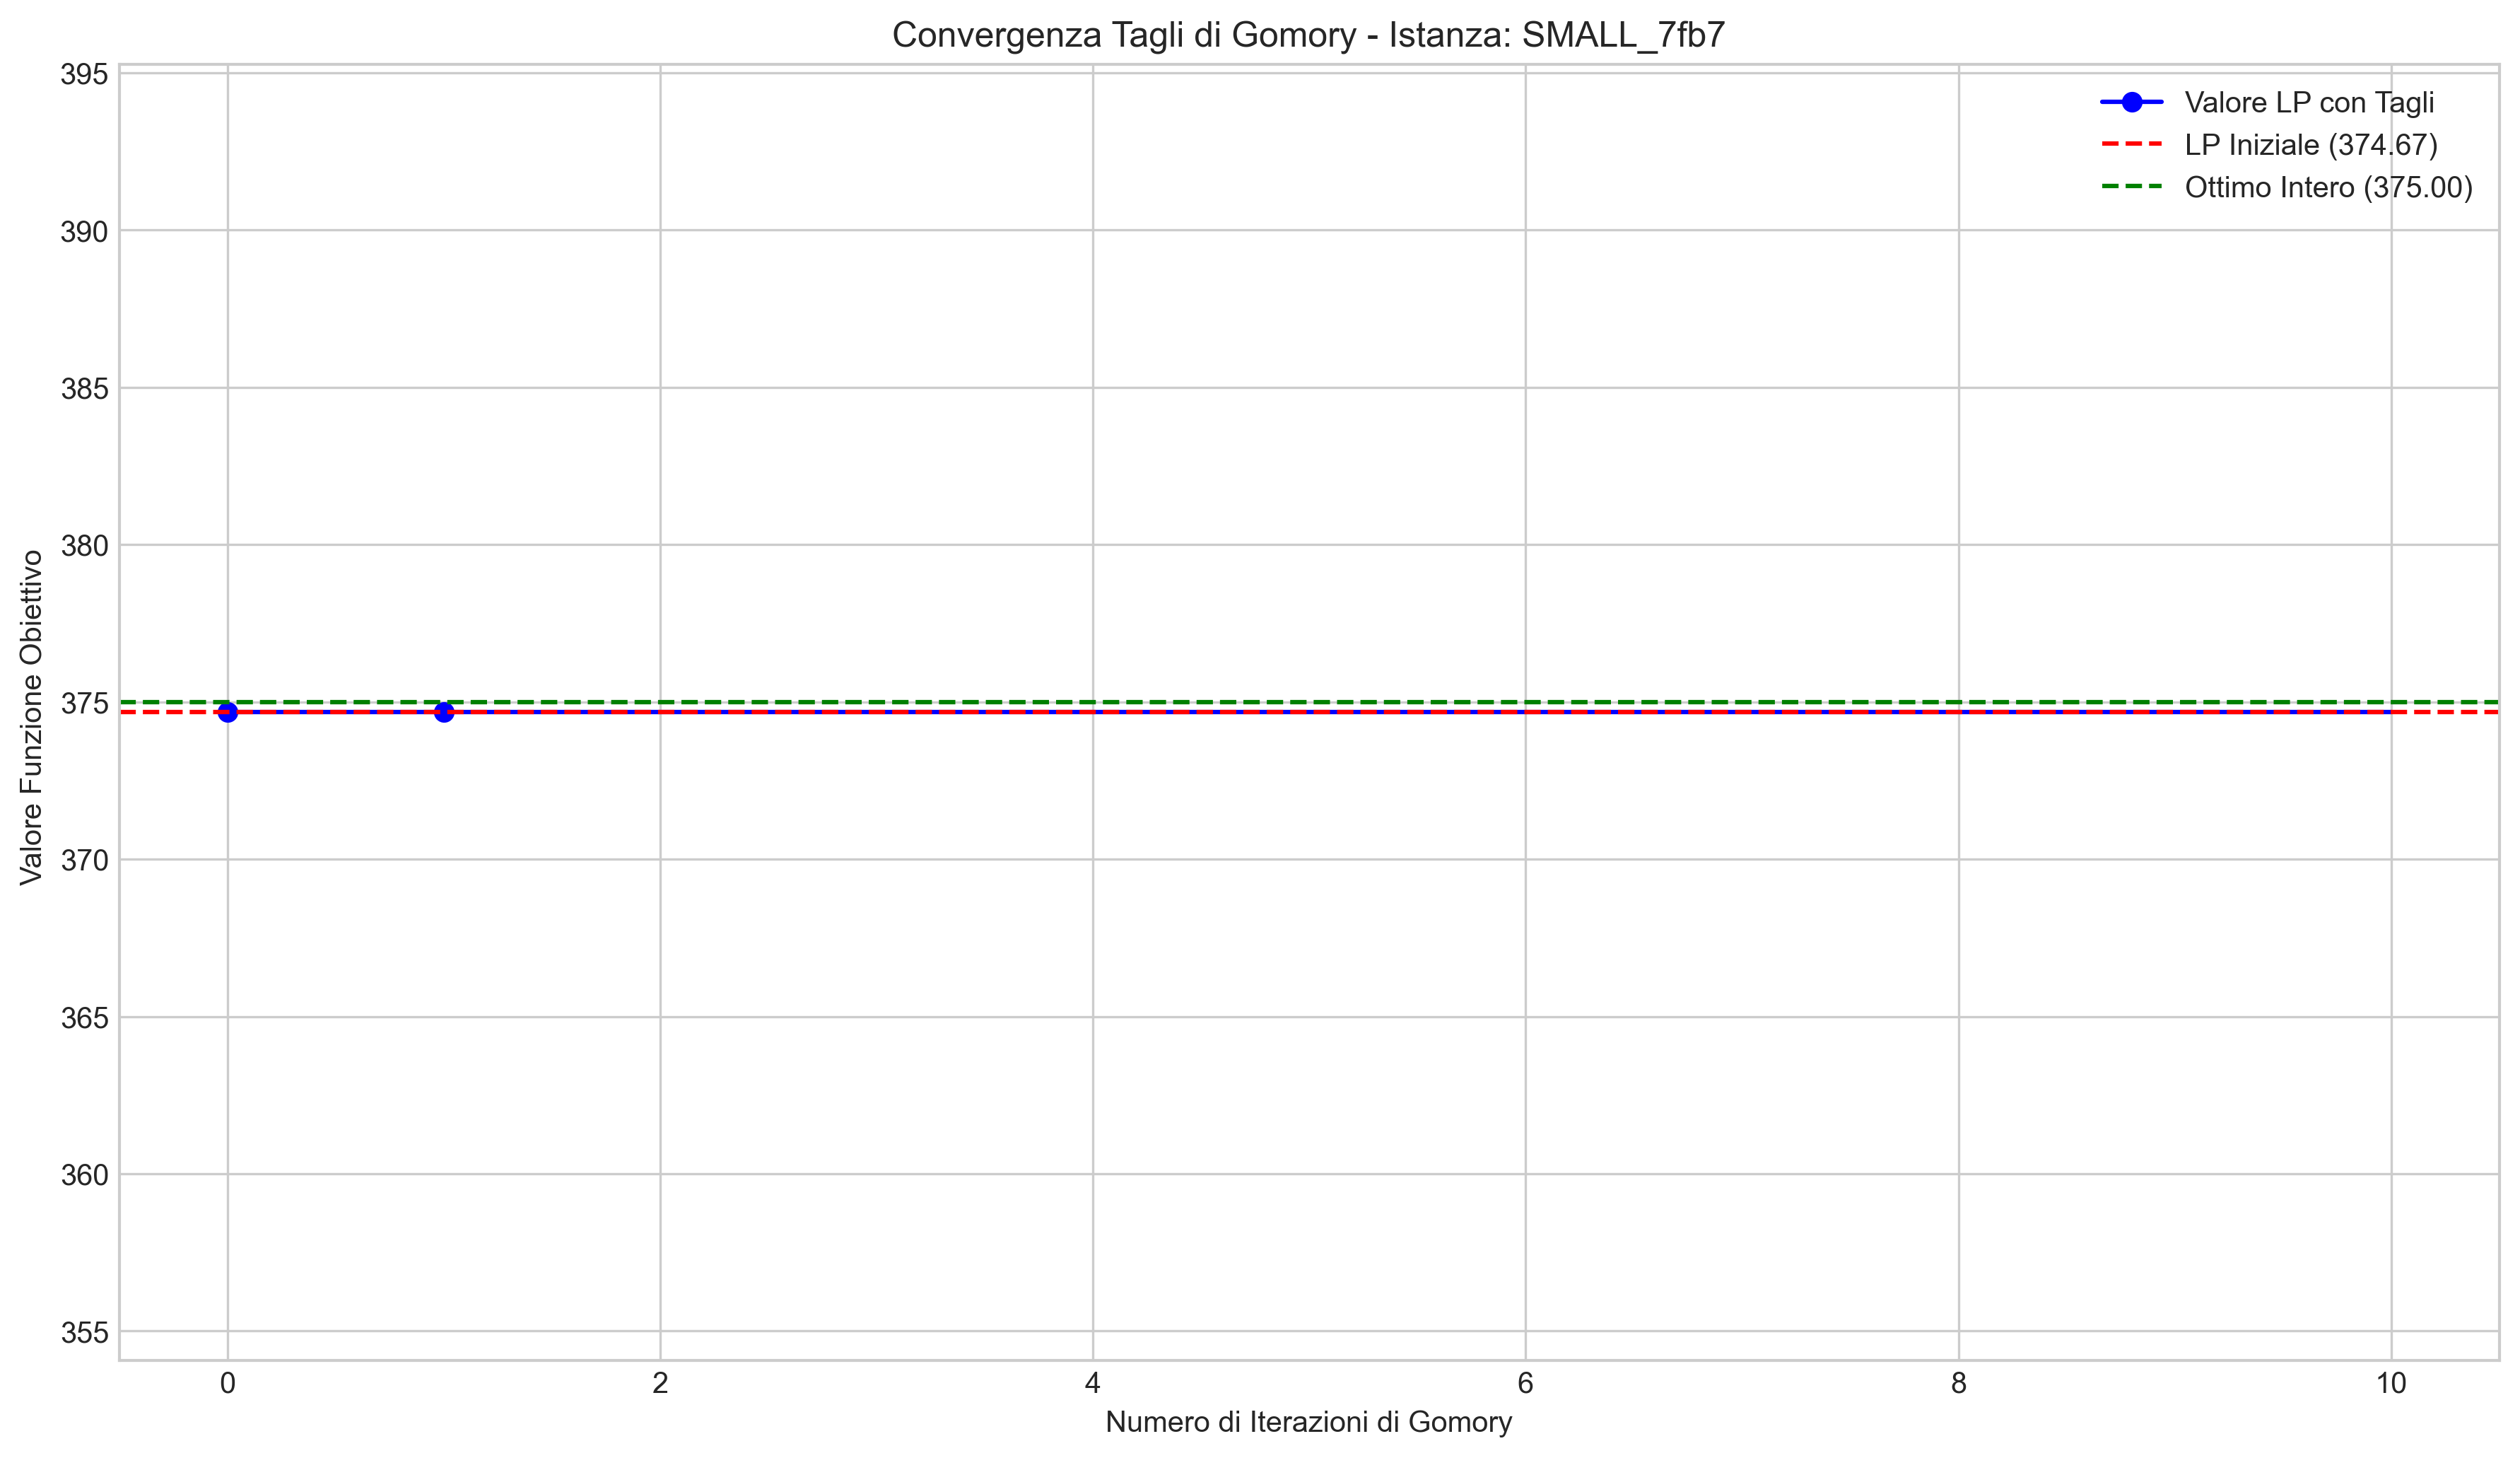 Convergenza Tagli di Gomory - Istanza: SMALL_7fb7
Valore LP con Tagli
LP Iniziale (374.67)
Ottimo Intero (375.00)
Valore Funzione Obiettivo
395
390
385
380
375
370
365
360
355
0 2 4 6 8 10
Numero di Iterazioni di Gomory